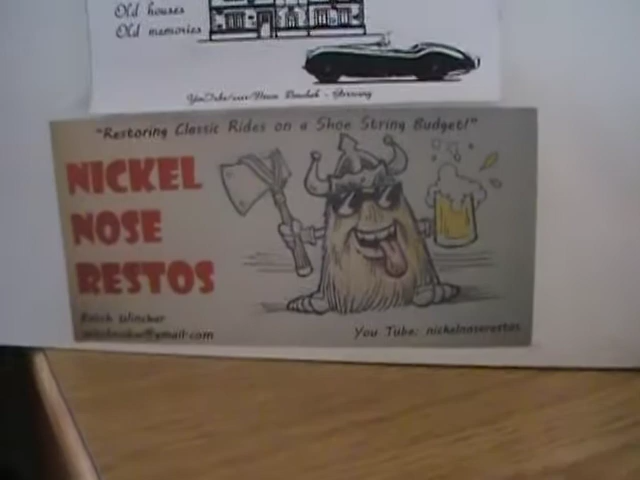 Old houses
Old memories
"Restoring Classic Rides on a Shoe String Budget!"
NICKEL
NOSE
RESTOS
You Tube: nickelnoserestos